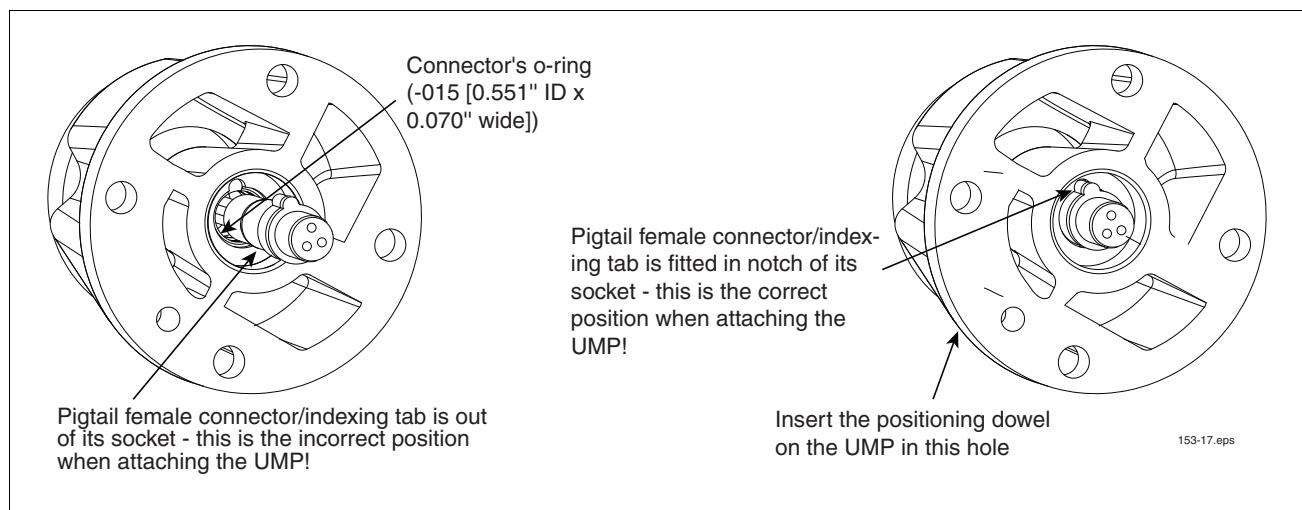 Connector's o-ring
(-015 [0.551" ID x
0.070" wide])
Pigtail female connector/indexing tab is out
of its socket - this is the incorrect position
when attaching the UMP!
Pigtail female connector/index-
ing tab is fitted in notch of its
socket - this is the correct
position when attaching the
UMP!
Insert the positioning dowel
on the UMP in this hole
153-17.eps